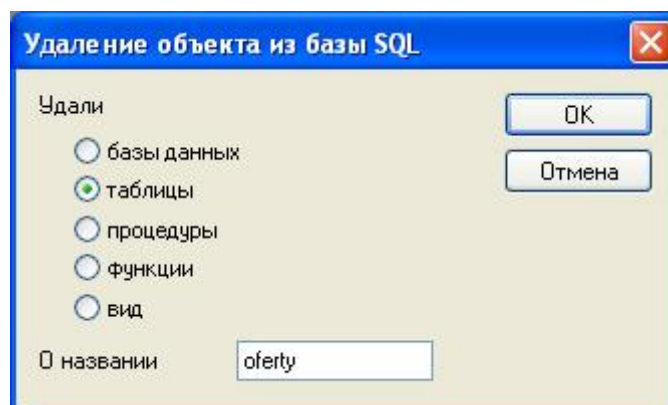 Удаление объекта из базы SQL
Удали
OK
базы данных
Отмена
таблицы
процедуры
функции
вид
О названии oferty